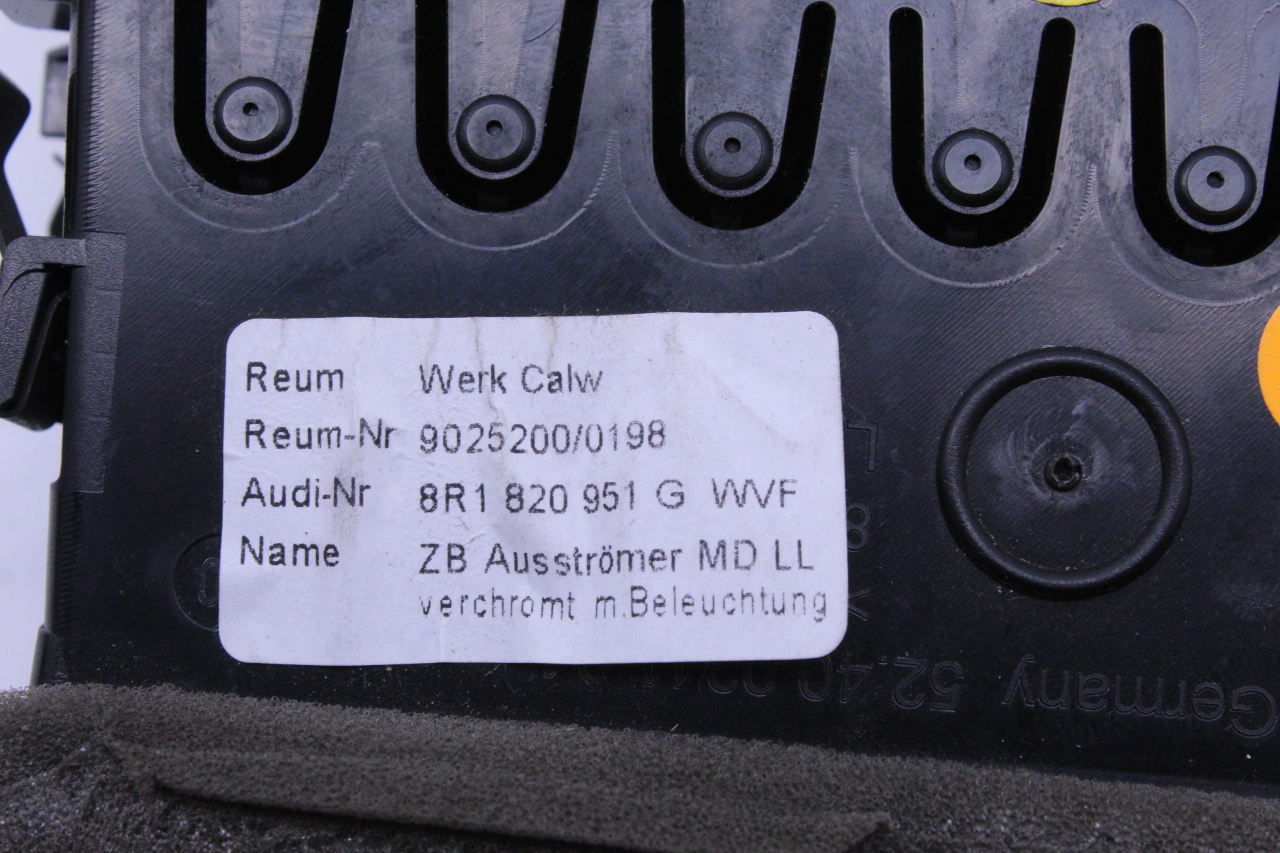 Reum Werk Calw
Reum-Nr 9025200/0198
Audi-Nr 8R1 820 951 G WVF
Name ZB Ausströmer MD LL
verchromt m.Beleuchtung
Germany